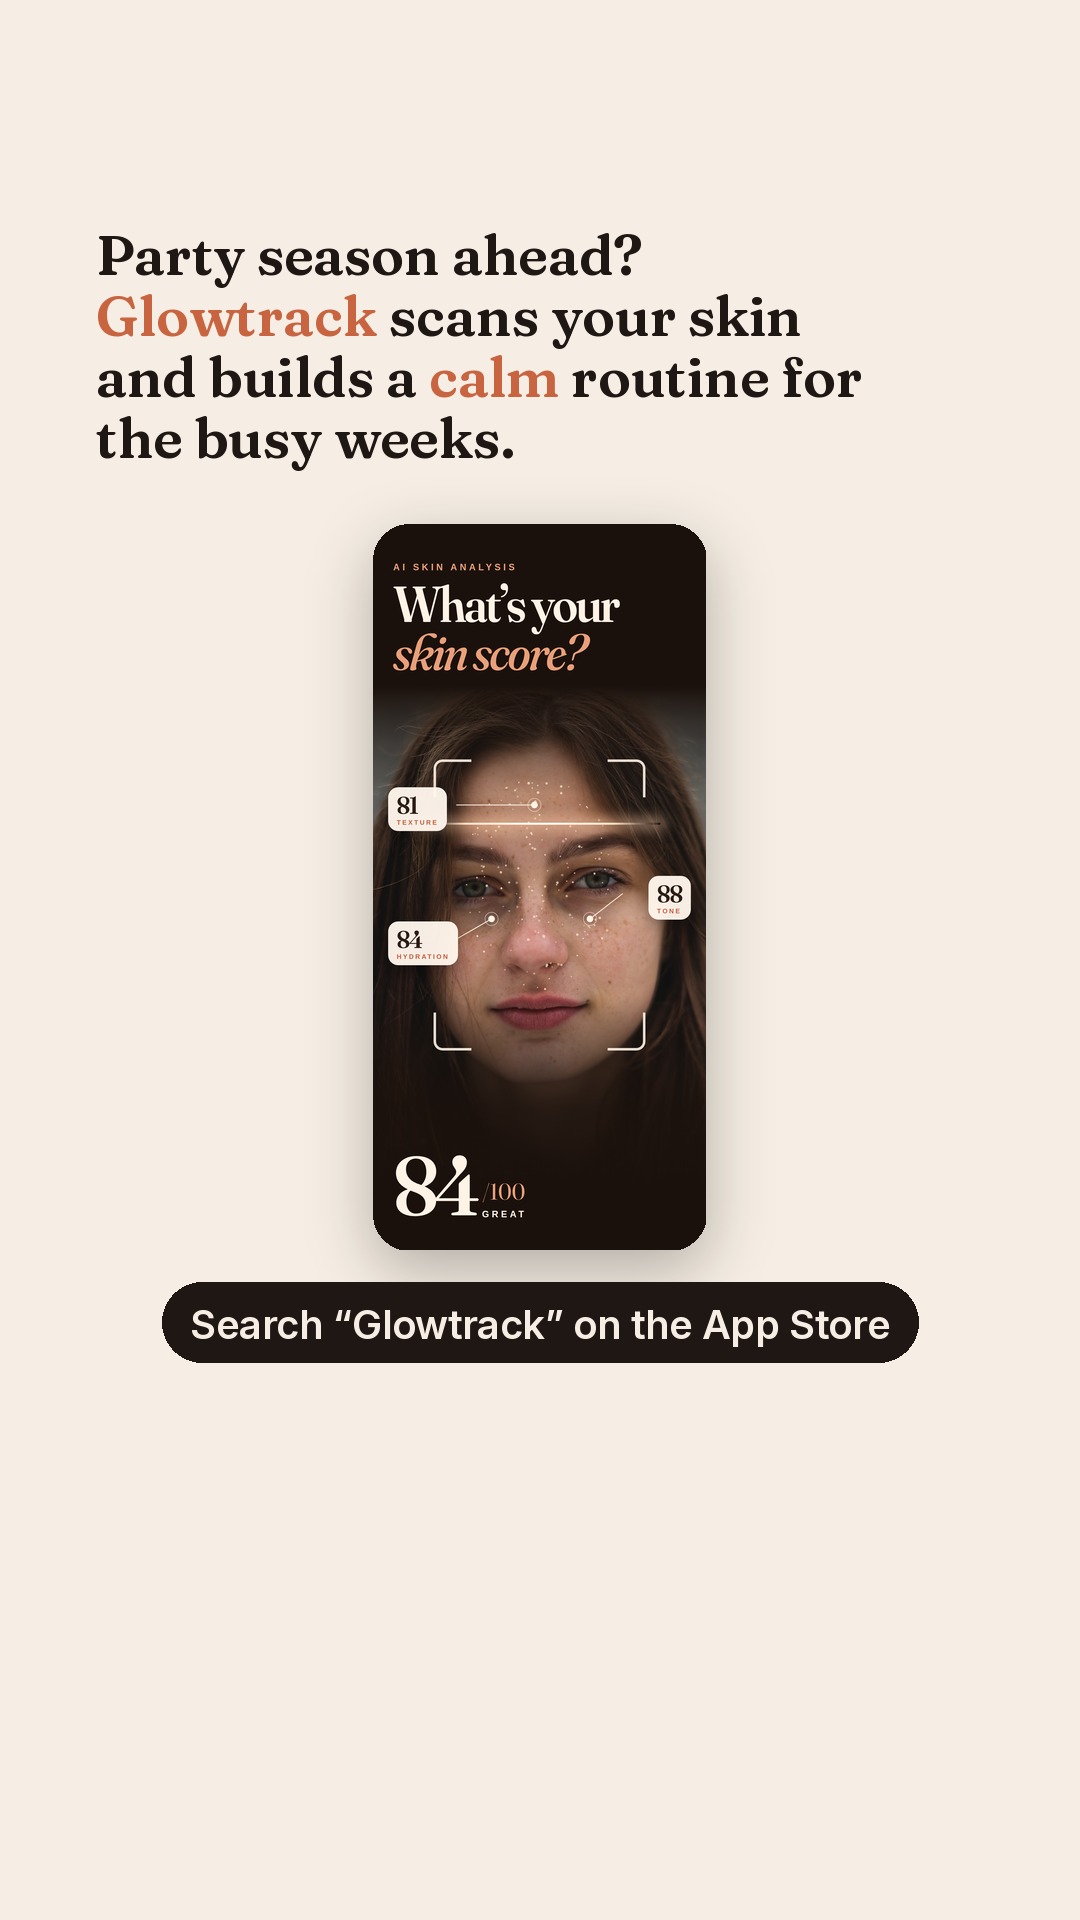 Party season ahead?
Glowtrack scans your skin
and builds a calm routine for
the busy weeks.
AI SKIN ANALYSIS
What’s your
skin score?
81
TEXTURE
88
TONE
84
HYDRATION
84 /100
GREAT
Search “Glowtrack” on the App Store